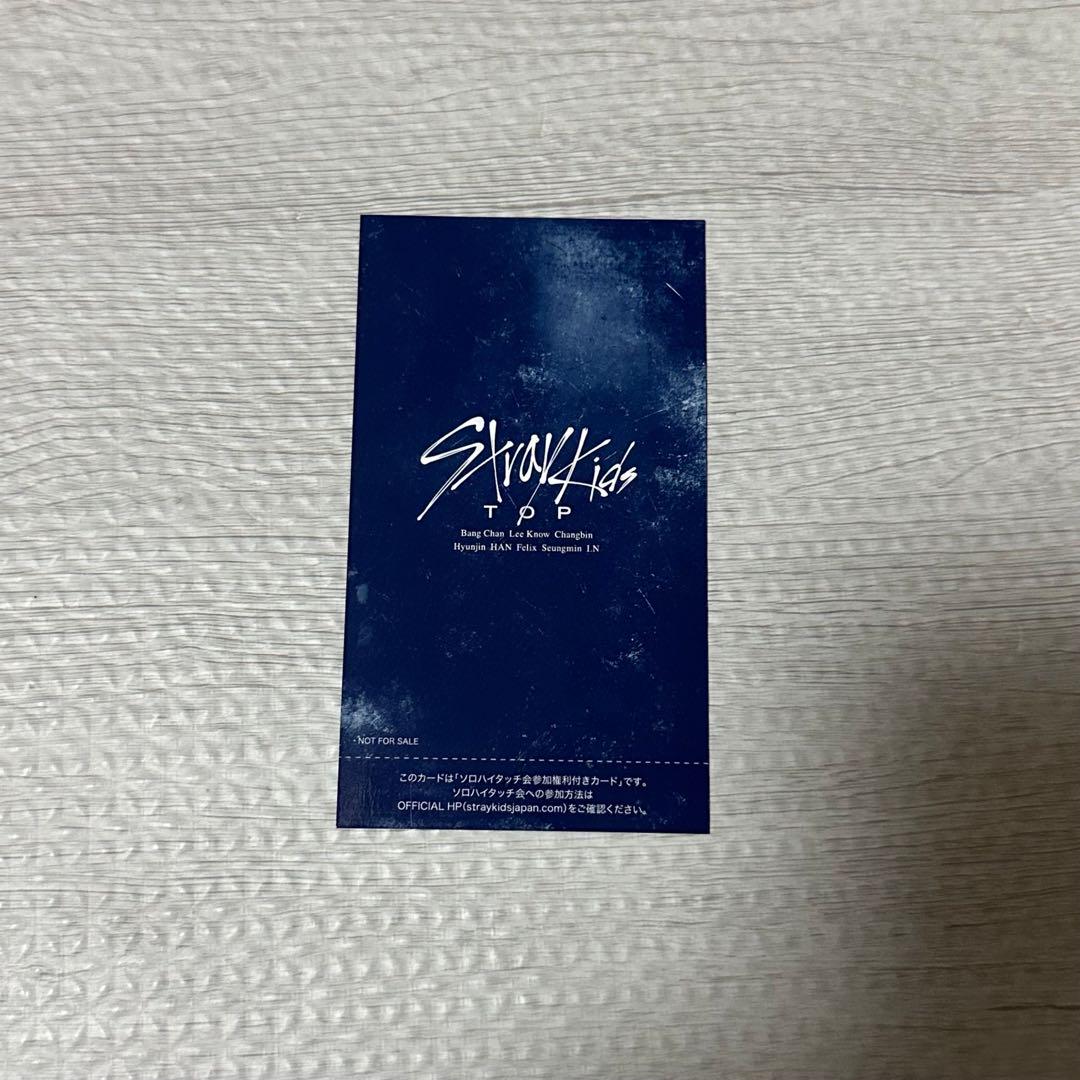 Stray Kids
TOP
Bang Chan Lee Know Changbin
Hyunjin HAN Felix Seungmin I.N
・NOT FOR SALE
このカードは「ソロハイタッチ会参加権利付きカード」です。
ソロハイタッチ会への参加方法は
OFFICIAL HP(straykidsjapan.com)をご確認ください。